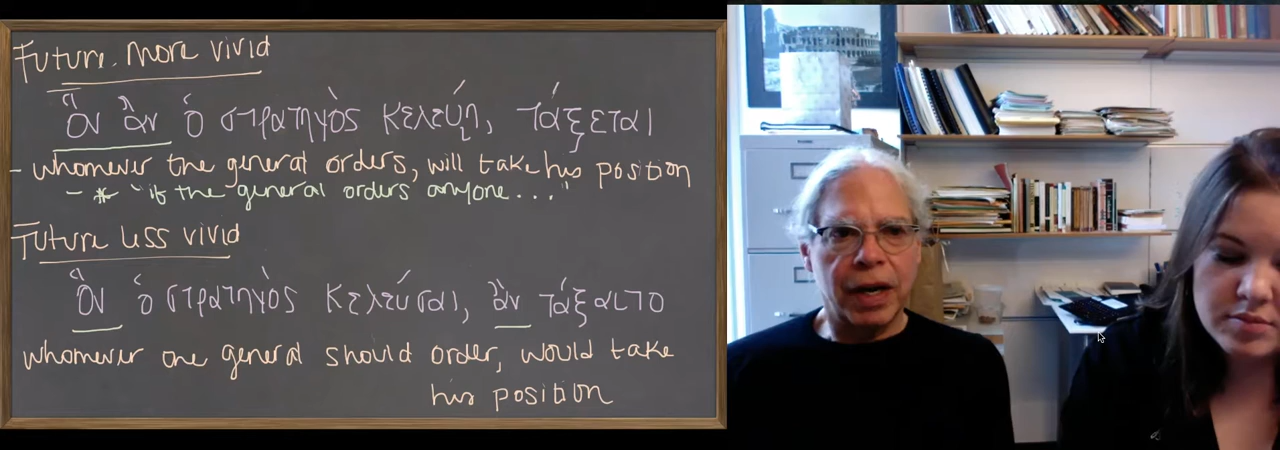 Future More vivid
ὃν ἂν ὁ στρατηγὸς κελεύῃ, τάξεται
- whomever the general orders, will take his position
- * "if the general orders anyone..."
Future Less vivid
ὃν ὁ στρατηγὸς κελεύσαι, ἂν τάξαιτο
whomever the general should order, would take
his position